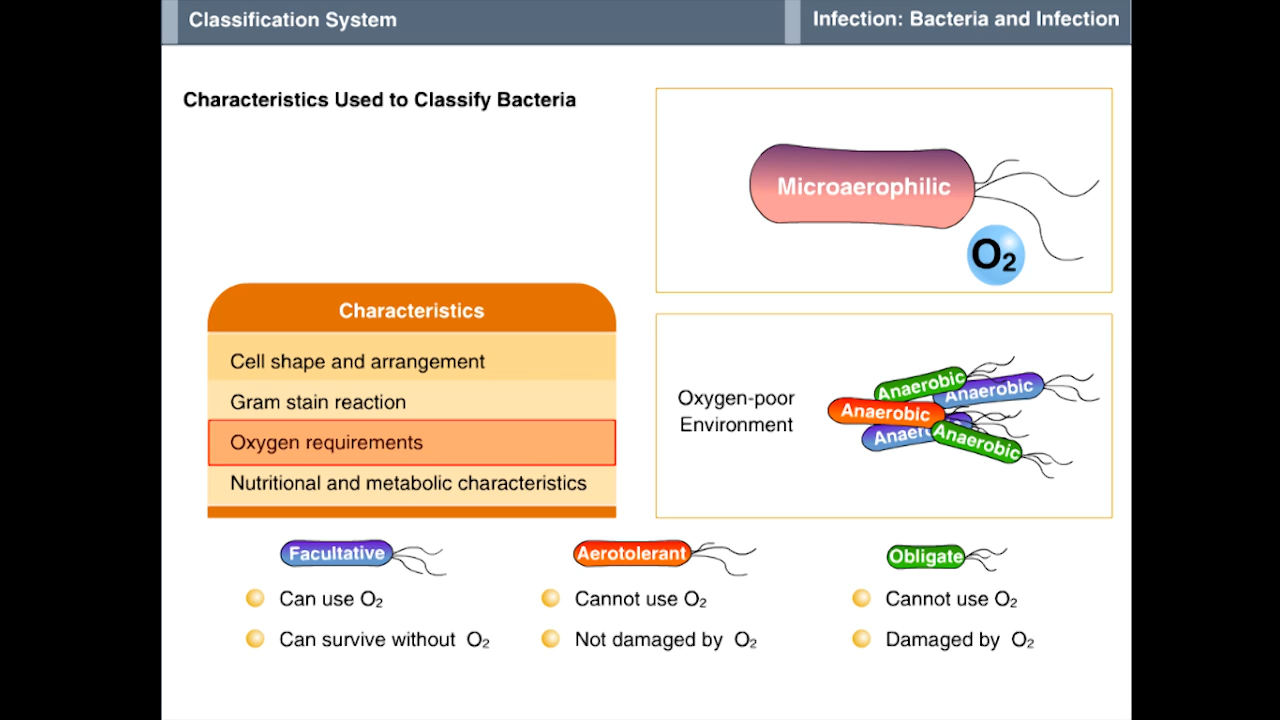 Classification System
Infection: Bacteria and Infection
Characteristics Used to Classify Bacteria
Microaerophilic
O₂
Characteristics
Cell shape and arrangement
Gram stain reaction
Oxygen requirements
Nutritional and metabolic characteristics
Oxygen-poor
Environment
Anaerobic
Anaerobic
Anaerobic
Anaer
Anaerobic
Facultative
Can use O₂
Can survive without O₂
Aerotolerant
Cannot use O₂
Not damaged by O₂
Obligate
Cannot use O₂
Damaged by O₂